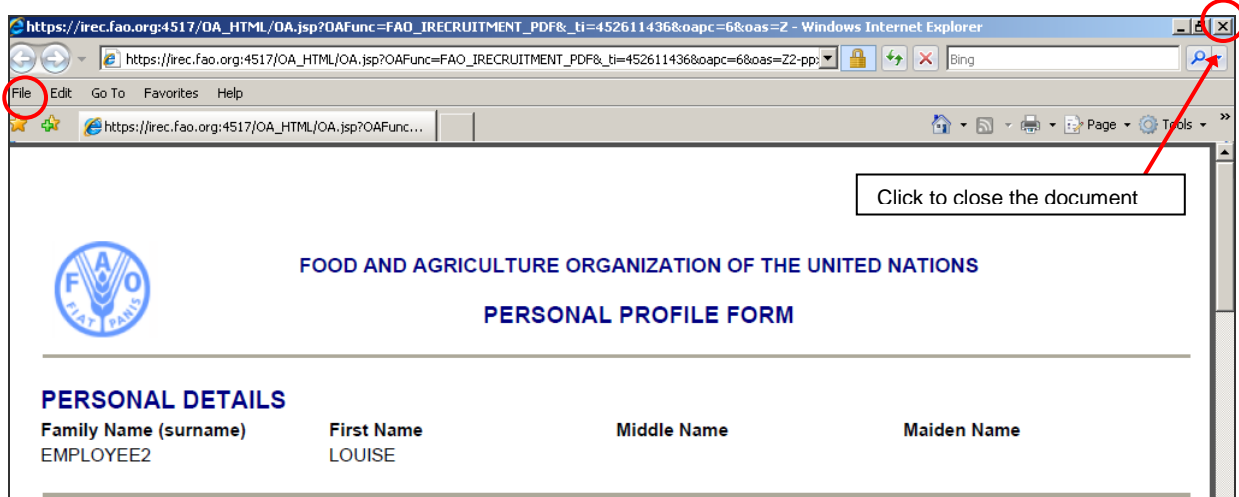 https://irec.fao.org:4517/OA_HTML/OA.jsp?OAFunc=FAO_IRECRUITMENT_PDF&_ti=452611436&oapc=6&oas=Z - Windows Internet Explorer
https://irec.fao.org:4517/OA_HTML/OA.jsp?OAFunc=FAO_IRECRUITMENT_PDF&_ti=452611436&oapc=6&oas=Z2-pp: Bing
File Edit Go To Favorites Help
https://irec.fao.org:4517/OA_HTML/OA.jsp?OAFunc... Page Tools »
Click to close the document
F A O
FIAT PANIS
FOOD AND AGRICULTURE ORGANIZATION OF THE UNITED NATIONS
PERSONAL PROFILE FORM
PERSONAL DETAILS
Family Name (surname) First Name Middle Name Maiden Name
EMPLOYEE2 LOUISE